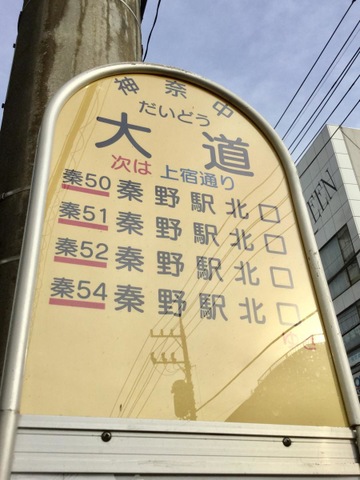 神奈中
だいどう
大道
次は 上宿通り
秦50 秦野駅北口
秦51 秦野駅北口
秦52 秦野駅北口
秦54 秦野駅北口